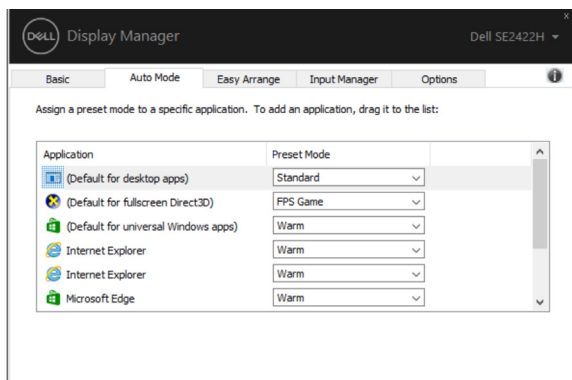 x
DELL Display Manager
Dell SE2422H
Basic Auto Mode Easy Arrange Input Manager Options
Assign a preset mode to a specific application. To add an application, drag it to the list:
Application Preset Mode
(Default for desktop apps) Standard
(Default for fullscreen Direct3D) FPS Game
(Default for universal Windows apps) Warm
Internet Explorer Warm
Internet Explorer Warm
Microsoft Edge Warm